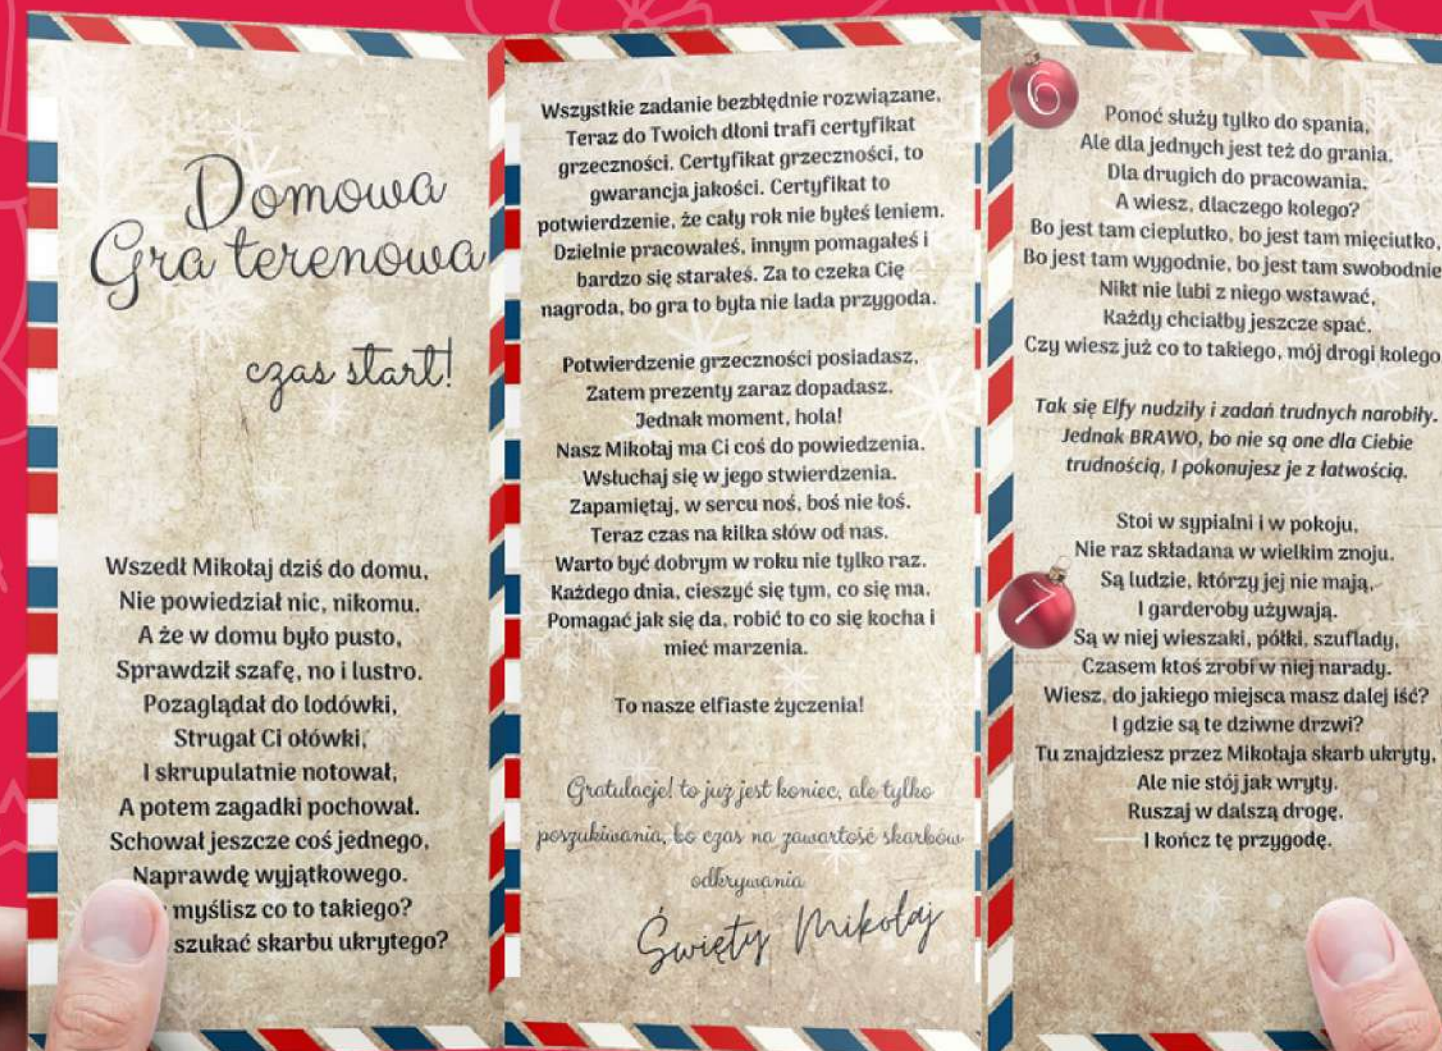 Domowa
Gra terenowa
czas start!
Wszedł Mikołaj dziś do domu,
Nie powiedział nic, nikomu.
A że w domu było pusto,
Sprawdził szafę, no i lustro.
Pozaglądał do lodówki,
Strugał Ci ołówki,
I skrupulatnie notował,
A potem zagadki pochował.
Schował jeszcze coś jednego,
Naprawdę wyjątkowego.
myślisz co to takiego?
szukać skarbu ukrytego?
Wszystkie zadanie bezbłędnie rozwiązane,
Teraz do Twoich dłoni trafi certyfikat
grzeczności. Certyfikat grzeczności, to
gwarancja jakości. Certyfikat to
potwierdzenie, że cały rok nie byłeś leniem.
Dzielnie pracowałeś, innym pomagałeś i
bardzo się starałeś. Za to czeka Cię
nagroda, bo gra to była nie lada przygoda.
Potwierdzenie grzeczności posiadasz,
Zatem prezenty zaraz dopadasz.
Jednak moment, hola!
Nasz Mikołaj ma Ci coś do powiedzenia.
Wsłuchaj się w jego stwierdzenia.
Zapamiętaj, w sercu noś, boś nie łoś.
Teraz czas na kilka słów od nas.
Warto być dobrym w roku nie tylko raz.
Każdego dnia, cieszyć się tym, co się ma.
Pomagać jak się da, robić to co się kocha i
mieć marzenia.
To nasze elfiaste życzenia!
Gratulacje! to już jest koniec, ale tylko
poszukiwania, bo czas na zawartość skarbów
odkrywania
Święty Mikołaj
6
Ponoć służy tylko do spania,
Ale dla jednych jest też do grania.
Dla drugich do pracowania,
A wiesz, dlaczego kolego?
Bo jest tam cieplutko, bo jest tam mięciutko,
Bo jest tam wygodnie, bo jest tam swobodnie
Nikt nie lubi z niego wstawać,
Każdy chciałby jeszcze spać.
Czy wiesz już co to takiego, mój drogi kolego
Tak się Elfy nudziły i zadań trudnych narobiły.
Jednak BRAWO, bo nie są one dla Ciebie
trudnością, I pokonujesz je z łatwością.
7
Stoi w sypialni i w pokoju,
Nie raz składana w wielkim znoju.
Są ludzie, którzy jej nie mają,
I garderoby używają.
Są w niej wieszaki, półki, szuflady,
Czasem ktoś zrobi w niej narady.
Wiesz, do jakiego miejsca masz dalej iść?
I gdzie są te dziwne drzwi?
Tu znajdziesz przez Mikołaja skarb ukryty,
Ale nie stój jak wryty.
Ruszaj w dalszą drogę,
I kończ tę przygodę.